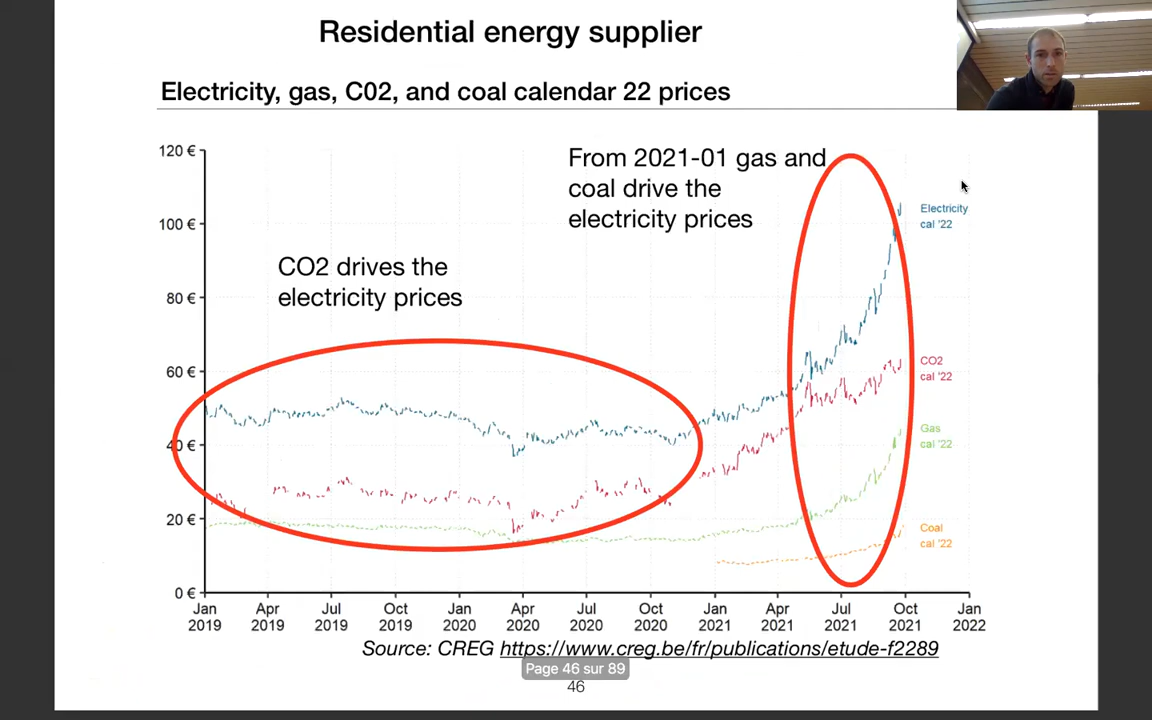 Residential energy supplier
Electricity, gas, C02, and coal calendar 22 prices
From 2021-01 gas and
coal drive the
electricity prices
CO2 drives the
electricity prices
120 €
100 €
80 €
60 €
40 €
20 €
0 €
Electricity
cal '22
CO2
cal '22
Gas
cal '22
Coal
cal '22
Jan Apr Jul Oct Jan Apr Jul Oct Jan Apr Jul Oct Jan
2019 2019 2019 2019 2020 2020 2020 2020 2021 2021 2021 2021 2022
Source: CREG https://www.creg.be/fr/publications/etude-f2289
Page 46 sur 89
46